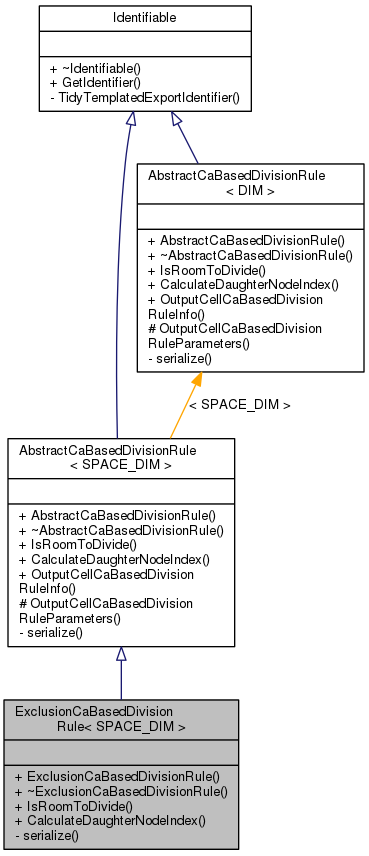 Identifiable
+ ~Identifiable()
+ GetIdentifier()
- TidyTemplatedExportIdentifier()
AbstractCaBasedDivisionRule
< DIM >
+ AbstractCaBasedDivisionRule()
+ ~AbstractCaBasedDivisionRule()
+ IsRoomToDivide()
+ CalculateDaughterNodeIndex()
+ OutputCellCaBasedDivision
RuleInfo()
# OutputCellCaBasedDivision
RuleParameters()
- serialize()
< SPACE_DIM >
AbstractCaBasedDivisionRule
< SPACE_DIM >
+ AbstractCaBasedDivisionRule()
+ ~AbstractCaBasedDivisionRule()
+ IsRoomToDivide()
+ CalculateDaughterNodeIndex()
+ OutputCellCaBasedDivision
RuleInfo()
# OutputCellCaBasedDivision
RuleParameters()
- serialize()
ExclusionCaBasedDivision
Rule< SPACE_DIM >
+ ExclusionCaBasedDivisionRule()
+ ~ExclusionCaBasedDivisionRule()
+ IsRoomToDivide()
+ CalculateDaughterNodeIndex()
- serialize()